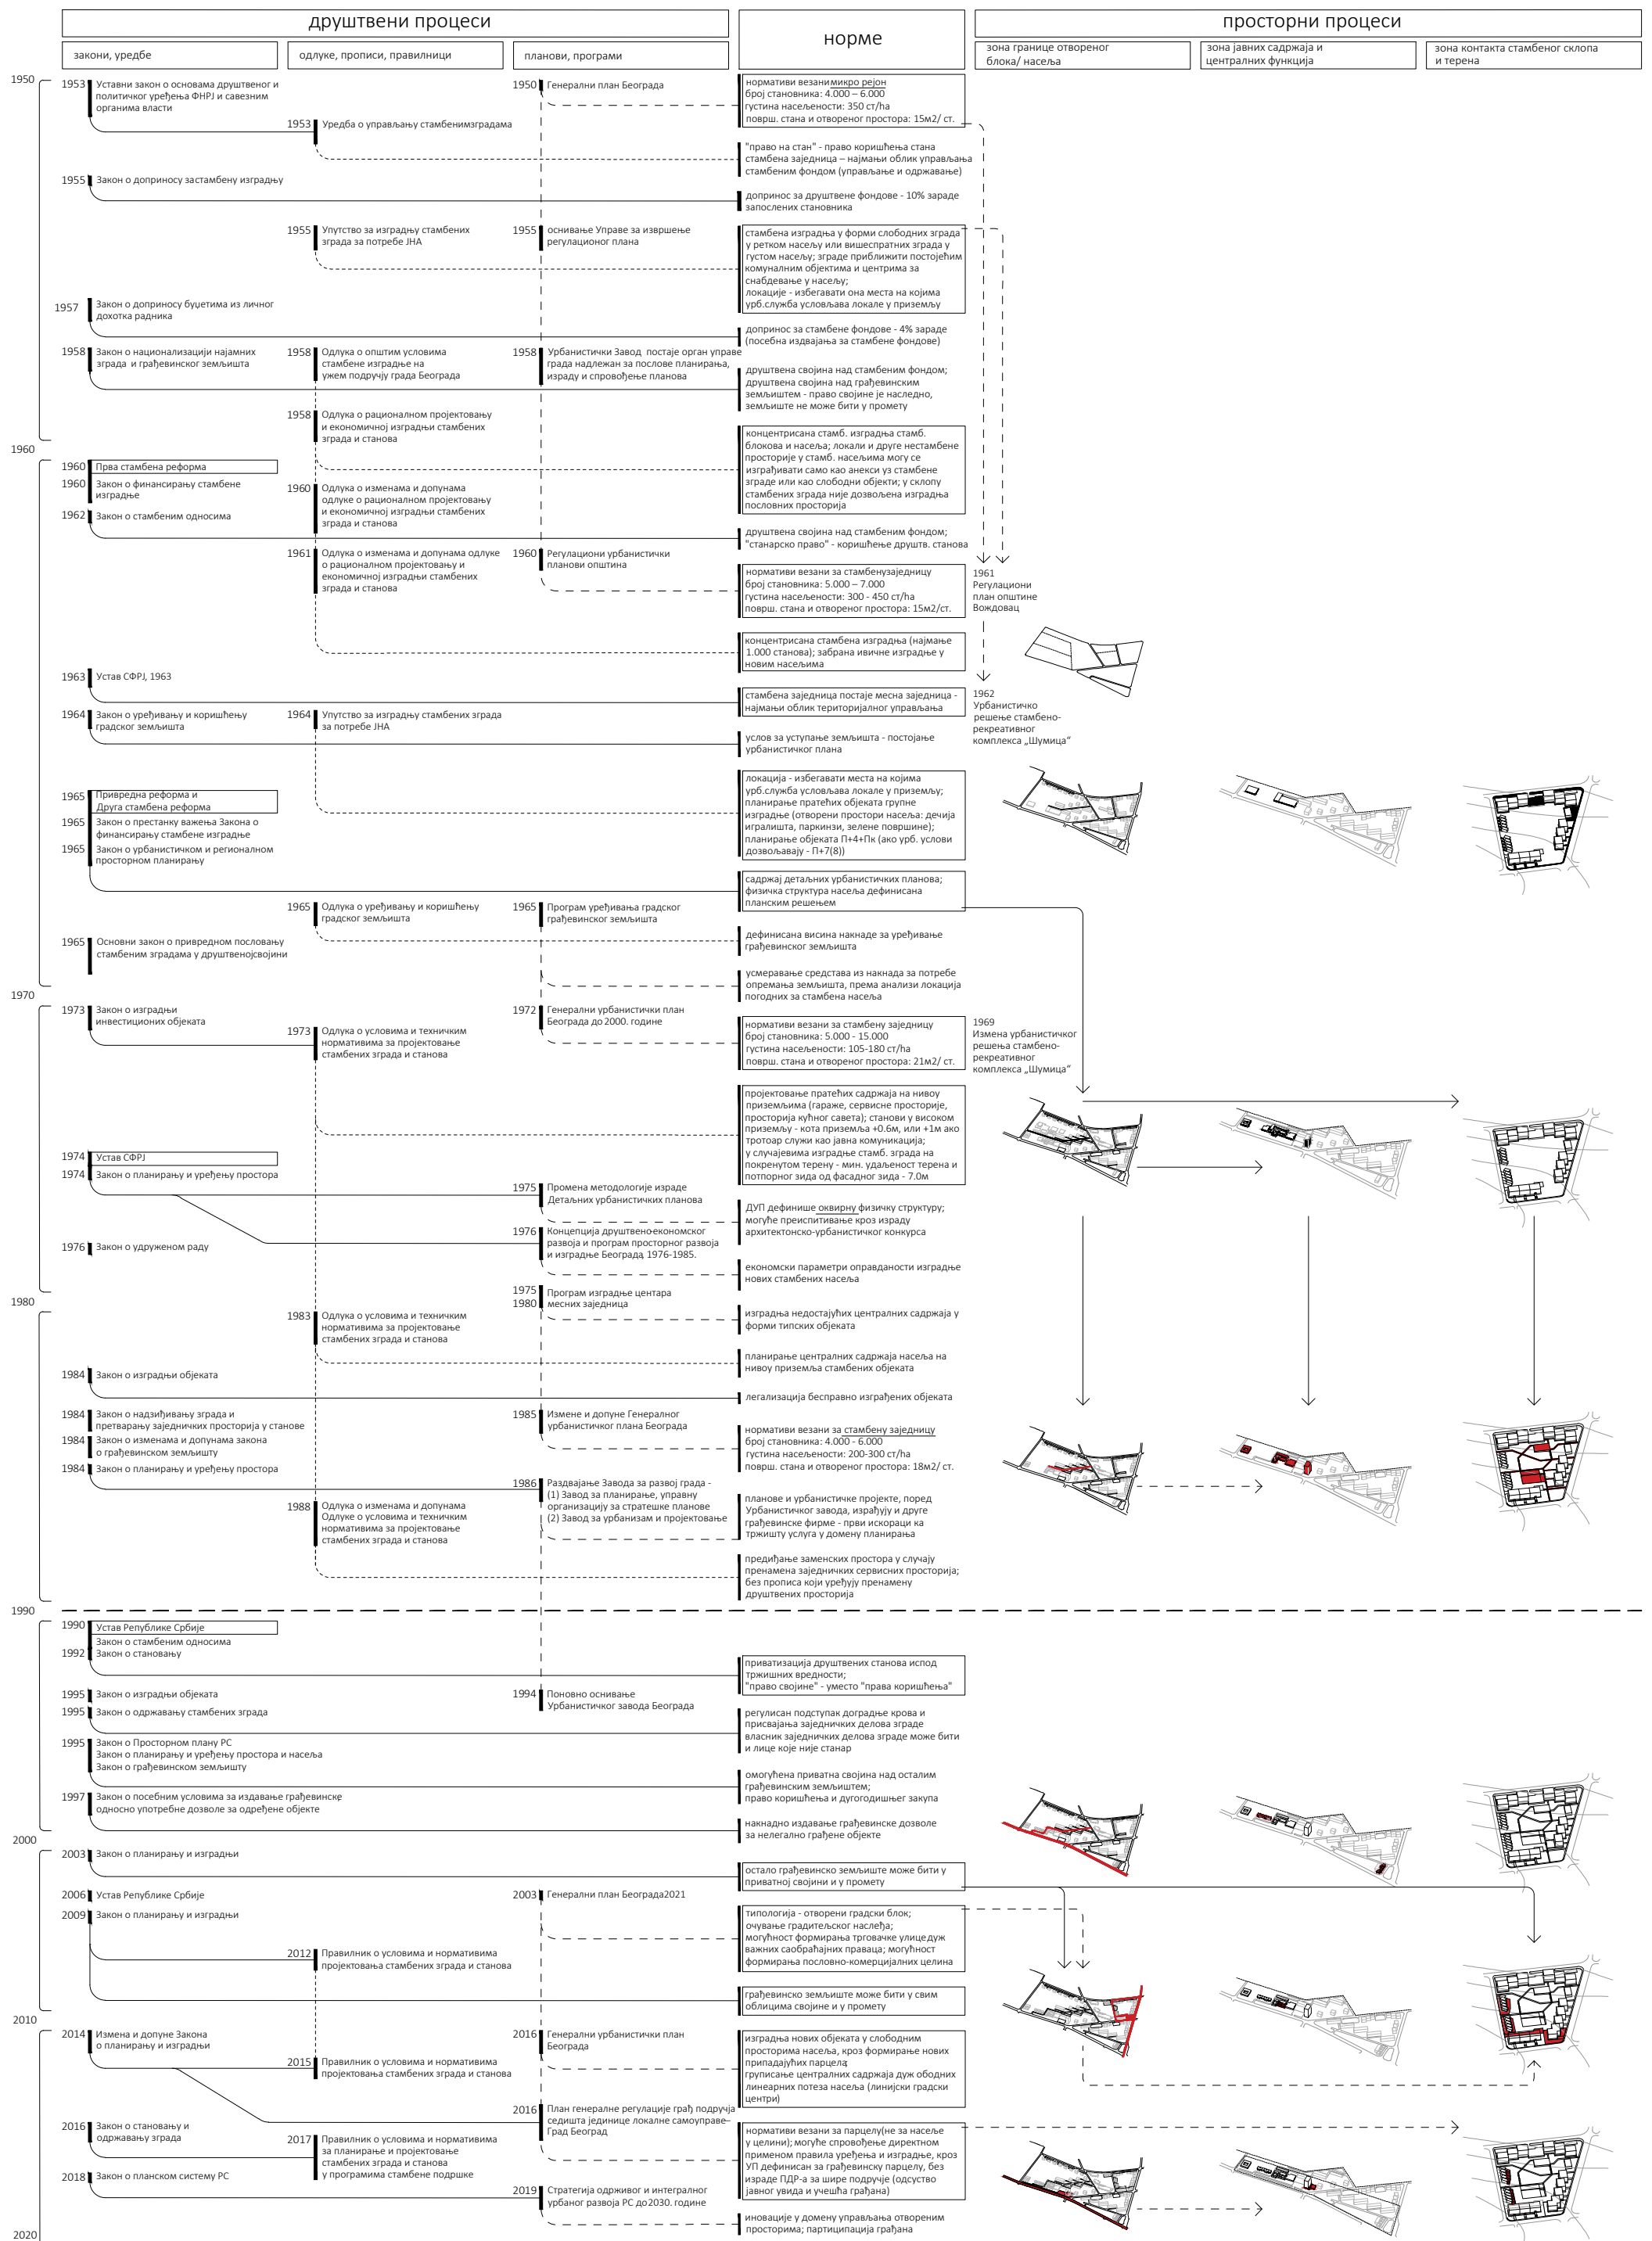 друштвени процеси
норме
просторни процеси
закони, уредбе
одлуке, прописи, правилници
планови, програми
зона границе отвореног
блока/ насеља
зона јавних садржаја и
централних функција
зона контакта стамбеног склопа
и терена
1950
1953 Уставни закон о основама друштвеног и
политичког уређења ФНРЈ и савезним
органима власти
1950 Генерални план Београда
нормативи везани микро рејон
број становника: 4.000 – 6.000
густина насељености: 350 ст/ha
површ. стана и отвореног простора: 15м2/ ст.
1953 Уредба о управљању стамбенимзградама
"право на стан" - право коришћења стана
стамбена заједница – најмањи облик управљања
стамбеним фондом (управљање и одржавање)
1955 Закон о доприносу застамбену изградњу
допринос за друштвене фондове - 10% зараде
запослених становника
1955 Упутство за изградњу стамбених
зграда за потребе ЈНА
1955 оснивање Управе за извршење
регулационог плана
стамбена изградња у форми слободних зграда
у ретком насељу или вишеспратних зграда у
густом насељу; зграде приближити постојећим
комуналним објектима и центрима за
снабдевање у насељу;
локације - избегавати она места на којима
урб.служба условљава локале у приземљу
1957 Закон о доприносу буџетима из личног
дохотка радника
допринос за стамбене фондове - 4% зараде
(посебна издвајања за стамбене фондове)
1958 Закон о национализацији најамних
зграда и грађевинског земљишта
1958 Одлука о општим условима
стамбене изградње на
ужем подручју града Београда
1958 Урбанистички Завод постаје орган управе
града надлежан за послове планирања,
израду и спровођење планова
друштвена својина над стамбеним фондом;
друштвена својина над грађевинским
земљиштем - право својине је наследно,
земљиште не може бити у промету
1958 Одлука о рационалном пројектовању
и економичној изградњи стамбених
зграда и станова
концентрисана стамб. изградња стамб.
блокова и насеља; локали и друге нестамбене
просторије у стамб. насељима могу се
израђивати само као анекси уз стамбене
зграде или као слободни објекти; у склопу
стамбених зграда није дозвољена изградња
пословних просторија
1960
1960 Прва стамбена реформа
1960 Закон о финансирању стамбене
изградње
1960 Одлука о изменама и допунама
одлуке о рационалном пројектовању
и економичној изградњи стамбених
зграда и станова
1962 Закон о стамбеним односима
друштвена својина над стамбеним фондом;
"станарско право" - коришћење друштв. станова
1961 Одлука о изменама и допунама одлуке
о рационалном пројектовању и
економичној изградњи стамбених
зграда и станова
1960 Регулациони урбанистички
планови општина
нормативи везани за стамбенузаједницу
број становника: 5.000 – 7.000
густина насељености: 300 - 450 ст/ha
површ. стана и отвореног простора: 15м2/ст.
1961
Регулациони
план општине
Вождовац
концентрисана стамбена изградња (најмање
1.000 станова); забрана ивичне изградње у
новим насељима
1963 Устав СФРЈ, 1963
стамбена заједница постаје месна заједница -
најмањи облик територијалног управљања
1962
Урбанистичко
решење стамбено-
рекреативног
комплекса „Шумица“
1964 Закон о уређивању и коришћењу
градског земљишта
1964 Упутство за изградњу стамбених зграда
за потребе ЈНА
услов за уступање земљишта - постојање
урбанистичког плана
локација - избегавати места на којима
урб.служба условљава локале у приземљу;
планирање пратећих објеката групне
изградње (отворени простори насеља: дечија
игралишта, паркинзи, зелене површине);
планирање објеката П+4+Пк (ако урб. услови
дозвољавају - П+7(8))
1965 Привредна реформа и
Друга стамбена реформа
1965 Закон о престанку важења Закона о
финансирању стамбене изградње
1965 Закон о урбанистичком и регионалном
просторном планирању
садржај детаљних урбанистичких планова;
физичка структура насеља дефинисана
планским решењем
1965 Одлука о уређивању и коришћењу
градског земљишта
1965 Програм уређивања градског
грађевинског земљишта
дефинисана висина накнаде за уређивање
грађевинског земљишта
1965 Основни закон о привредном пословању
стамбеним зградама у друштвенојсвојини
усмеравање средстава из накнада за потребе
опремања земљишта, према анализи локација
погодних за стамбена насеља
1970
1973 Закон о изградњи
инвестиционих објеката
1973 Одлука о условима и техничким
нормативима за пројектовање
стамбених зграда и станова
1972 Генерални урбанистички план
Београда до 2000. године
нормативи везани за стамбену заједницу
број становника: 5.000 - 15.000
густина насељености: 105-180 ст/ha
површ. стана и отвореног простора: 21м2/ ст.
1969
Измена урбанистичког
решења стамбено-
рекреативног
комплекса „Шумица“
пројектовање пратећих садржаја на нивоу
приземљима (гараже, сервисне просторије,
просторија кућног савета); станови у високом
приземљу - кота приземља +0.6м, или +1м ако
тротоар служи као јавна комуникација;
у случајевима изградње стамб. зграда на
покренутом терену - мин. удаљеност терена и
потпорног зида од фасадног зида - 7.0м
1974 Устав СФРЈ
1974 Закон о планирању и уређењу простора
1975 Промена методологије израде
Детаљних урбанистичких планова
ДУП дефинише оквирну физичку структуру;
могуће преиспитивање кроз израду
архитектонско-урбанистичког конкурса
1976 Закон о удруженом раду
1976 Концепција друштвеноекономског
развоја и програм просторног развоја
и изградње Београда, 1976-1985.
економски параметри оправданости изградње
нових стамбених насеља
1975
1980
Програм изградње центара
месних заједница
изградња недостајућих централних садржаја у
форми типских објеката
1980
1983 Одлука о условима и техничким
нормативима за пројектовање
стамбених зграда и станова
планирање централних садржаја насеља на
нивоу приземља стамбених објеката
1984 Закон о изградњи објеката
легализација бесправно изграђених објеката
1984 Закон о надзиђивању зграда и
претварању заједничких просторија у станове
1984 Закон о изменама и допунама закона
о грађевинском земљишту
1984 Закон о планирању и уређењу простора
1985 Измене и допуне Генералног
урбанистичког плана Београда
нормативи везани за стамбену заједницу
број становника: 4.000 - 6.000
густина насељености: 200-300 ст/ha
површ. стана и отвореног простора: 18м2/ ст.
1986 Раздвајање Завода за развој града -
(1) Завод за планирање, управну
организацију за стратешке планове
(2) Завод за урбанизам и пројектовање
планове и урбанистичке пројекте, поред
Урбанистичког завода, израђују и друге
грађевинске фирме - први искораци ка
тржишту услуга у домену планирања
1988 Одлука о изменама и допунама
Одлуке о условима и техничким
нормативима за пројектовање
стамбених зграда и станова
предиђање заменских простора у случају
пренамена заједничких сервисних просторија;
без прописа који уређују пренамену
друштвених просторија
1990
1990 Устав Републике Србије
Закон о стамбеним односима
1992 Закон о становању
приватизација друштвених станова испод
тржишних вредности;
"право својине" - уместо "права коришћења"
1995 Закон о изградњи објеката
1995 Закон о одржавању стамбених зграда
1994 Поновно оснивање
Урбанистичког завода Београда
регулисан подступак доградње крова и
присвајања заједничких делова зграде
власник заједничких делова зграде може бити
и лице које није станар
1995 Закон о Просторном плану РС
Закон о планирању и уређењу простора и насеља
Закон о грађевинском земљишту
омогућена приватна својина над осталим
грађевинским земљиштем;
право коришћења и дугогодишњег закупа
1997 Закон о посебним условима за издавање грађевинске
односно употребне дозволе за одређене објекте
накнадно издавање грађевинске дозволе
за нелегално грађене објекте
2000
2003 Закон о планирању и изградњи
остало грађевинско земљиште може бити у
приватној својини и у промету
2006 Устав Републике Србије
2003 Генерални план Београда2021
2009 Закон о планирању и изградњи
типологија - отворени градски блок;
очување градитељског наслеђа;
могућност формирања трговачке улицедуж
важних саобраћајних праваца; могућност
формирања пословно-комерцијалних целина
2012 Правилник о условима и нормативима
пројектовања стамбених зграда и станова
грађевинско земљиште може бити у свим
облицима својине и у промету
2010
2014 Измена и допуне Закона
о планирању и изградњи
2015 Правилник о условима и нормативима
пројектовања стамбених зграда и станова
2016 Генерални урбанистички план
Београда
изградња нових објеката у слободним
просторима насеља, кроз формирање нових
припадајућих парцела;
груписање централних садржаја дуж ободних
линеарних потеза насеља (линијски градски
центри)
2016 План генералне регулације грађ подручја
седишта јединице локалне самоуправе–
Град Београд
2016 Закон о становању и
одржавању зграда
2017 Правилник о условима и нормативима
за планирање и пројектовање
стамбених зграда и станова
у програмима стамбене подршке
нормативи везани за парцелу(не за насеље
у целини); могуће спровођење директном
применом правила уређења и изградње, кроз
УП дефинисан за грађевинску парцелу, без
израде ПДР-а за шире подручје (одсуство
јавног увида и учешћа грађана)
2018 Закон о планском систему РС
2019 Стратегија одрживог и интегралног
урбаног развоја РС до2030. године
иновације у домену управљања отвореним
просторима; партиципација грађана
2020